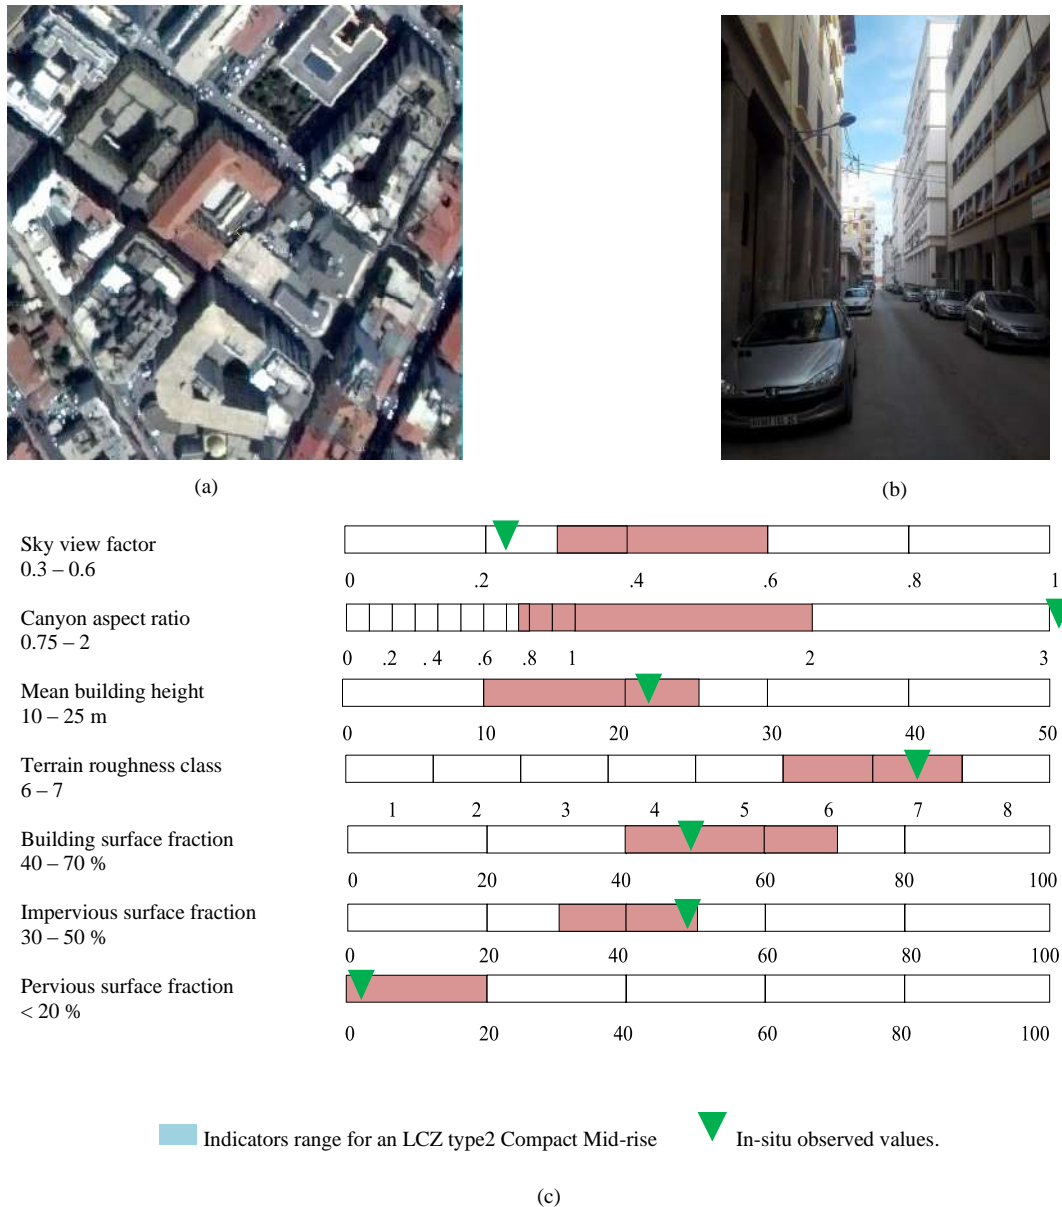 (a)
(b)
Sky view factor
0.3 – 0.6
0 .2 .4 .6 .8 1
Canyon aspect ratio
0.75 – 2
0 .2 . 4 .6 .8 1 2 3
Mean building height
10 – 25 m
0 10 20 30 40 50
Terrain roughness class
6 – 7
1 2 3 4 5 6 7 8
Building surface fraction
40 – 70 %
0 20 40 60 80 100
Impervious surface fraction
30 – 50 %
0 20 40 60 80 100
Pervious surface fraction
< 20 %
0 20 40 60 80 100
Indicators range for an LCZ type2 Compact Mid-rise
In-situ observed values.
(c)